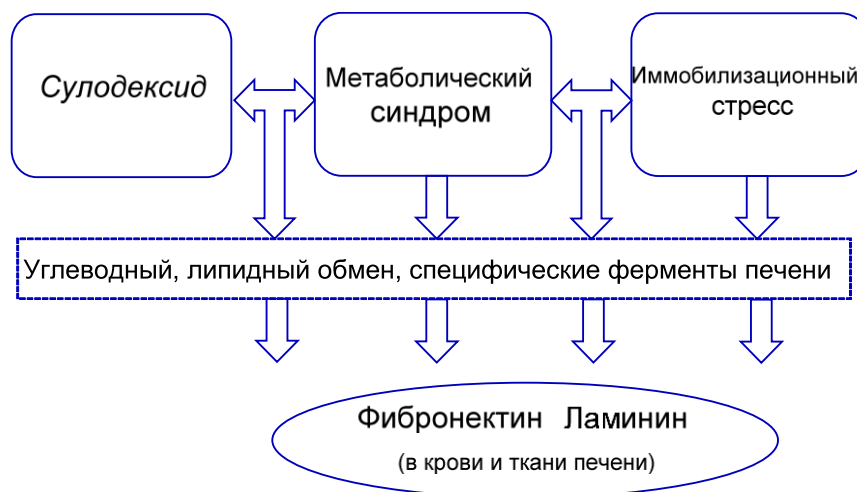 Сулодексид
Метаболический
синдром
Иммобилизационный
стресс
Углеводный, липидный обмен, специфические ферменты печени
Фибронектин Ламинин
(в крови и ткани печени)